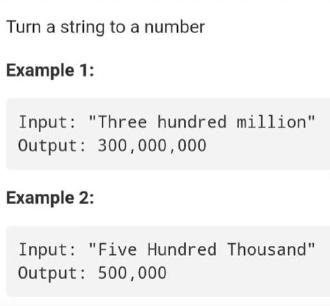 Turn a string to a number
Example 1:
Input: "Three hundred million"
Output: 300,000,000
Example 2:
Input: "Five Hundred Thousand"
Output: 500,000